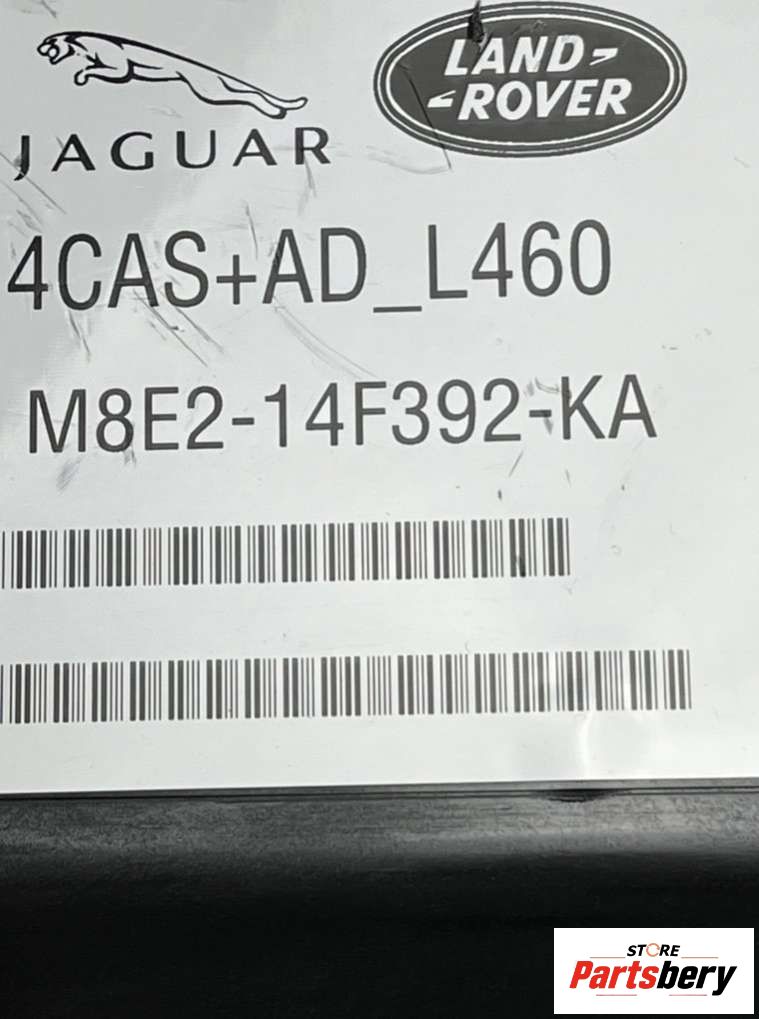 JAGUAR
LAND-
-ROVER
4CAS+AD_L460
M8E2-14F392-KA
STORE
Partsbery